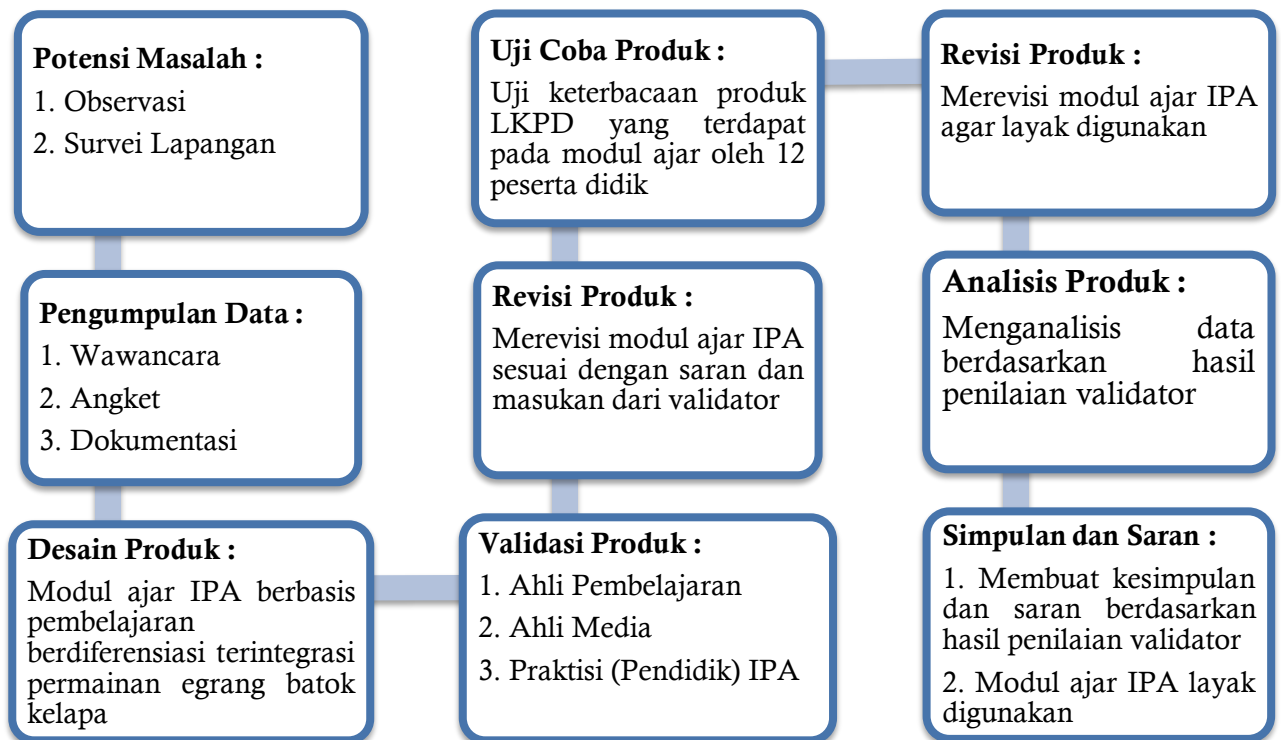 Potensi Masalah :
1. Observasi
2. Survei Lapangan
Pengumpulan Data :
1. Wawancara
2. Angket
3. Dokumentasi
Desain Produk :
Modul ajar IPA berbasis
pembelajaran
berdiferensiasi terintegrasi
permainan egrang batok
kelapa
Validasi Produk :
1. Ahli Pembelajaran
2. Ahli Media
3. Praktisi (Pendidik) IPA
Revisi Produk :
Merevisi modul ajar IPA
sesuai dengan saran dan
masukan dari validator
Uji Coba Produk :
Uji keterbacaan produk
LKPD yang terdapat
pada modul ajar oleh 12
peserta didik
Revisi Produk :
Merevisi modul ajar IPA
agar layak digunakan
Analisis Produk :
Menganalisis data
berdasarkan hasil
penilaian validator
Simpulan dan Saran :
1. Membuat kesimpulan
dan saran berdasarkan
hasil penilaian validator
2. Modul ajar IPA layak
digunakan